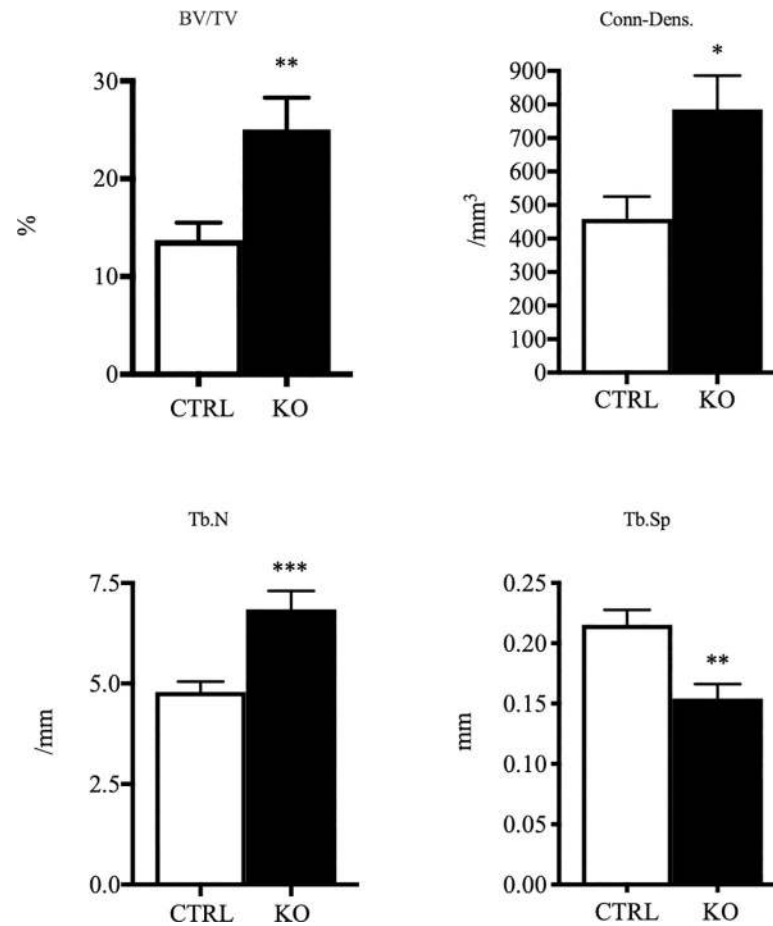 BV/TV
**
30
20
10
0
%
CTRL KO
Conn-Dens.
*
900
800
700
600
500
400
300
200
100
0
/mm³
CTRL KO
Tb.N
***
7.5
5.0
2.5
0.0
/mm
CTRL KO
Tb.Sp
**
0.25
0.20
0.15
0.10
0.05
0.00
mm
CTRL KO